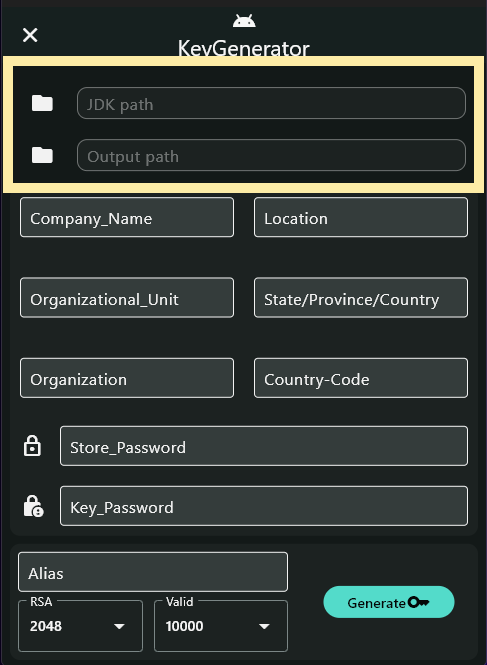 KeyGenerator
JDK path
Output path
Company_Name
Location
Organizational_Unit
State/Province/Country
Organization
Country-Code
Store_Password
Key_Password
Alias
RSA
2048
Valid
10000
Generate